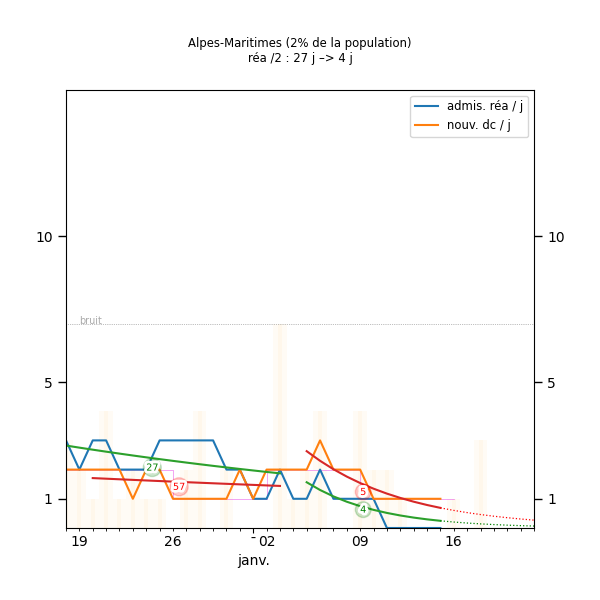 Alpes-Maritimes (2% de la population)
réa /2 : 27 j –> 4 j
admis. réa / j
nouv. dc / j
10
10
bruit
5
5
27
57
5
4
1
1
19
26
02
09
16
janv.